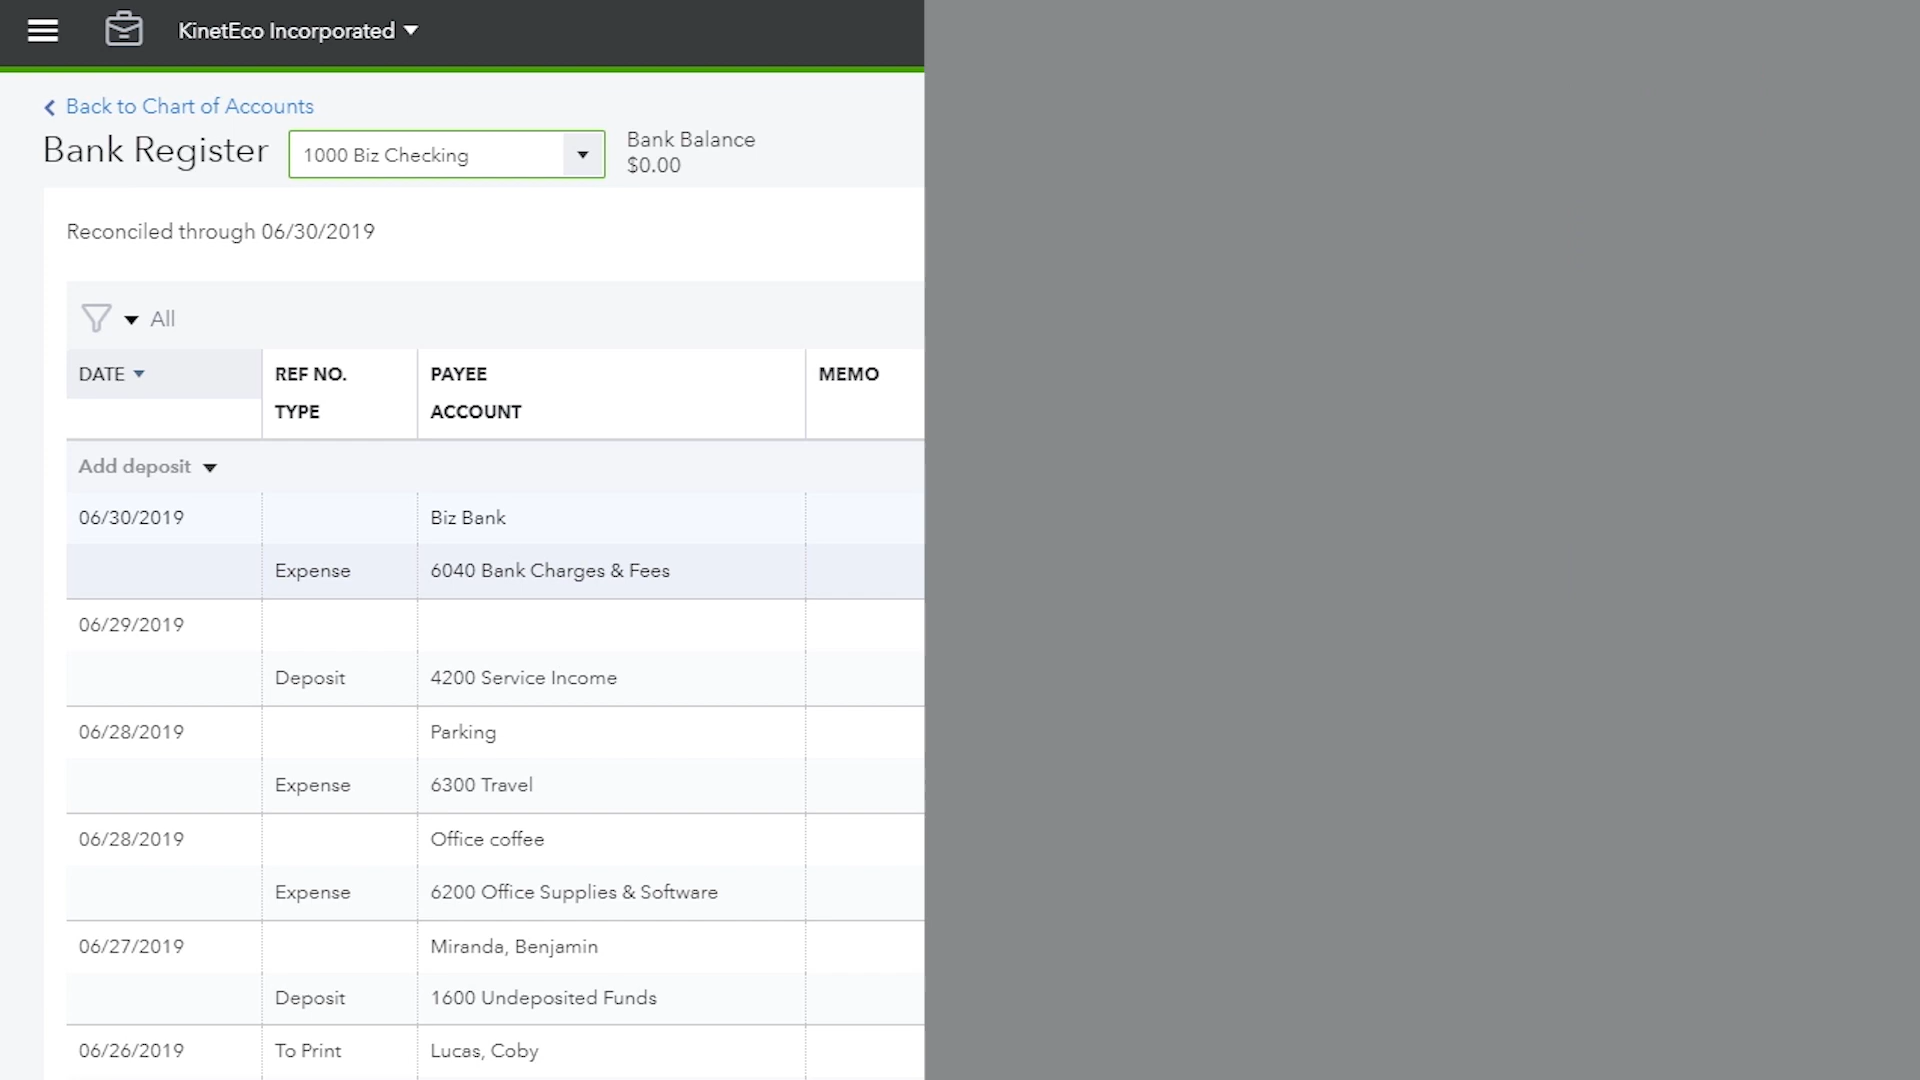 KinetEco Incorporated
Back to Chart of Accounts
Bank Register
1000 Biz Checking
Bank Balance
$0.00
Reconciled through 06/30/2019
All
DATE REF NO. PAYEE MEMO
TYPE ACCOUNT
Add deposit
06/30/2019 Biz Bank
Expense 6040 Bank Charges & Fees
06/29/2019
Deposit 4200 Service Income
06/28/2019 Parking
Expense 6300 Travel
06/28/2019 Office coffee
Expense 6200 Office Supplies & Software
06/27/2019 Miranda, Benjamin
Deposit 1600 Undeposited Funds
06/26/2019 To Print Lucas, Coby